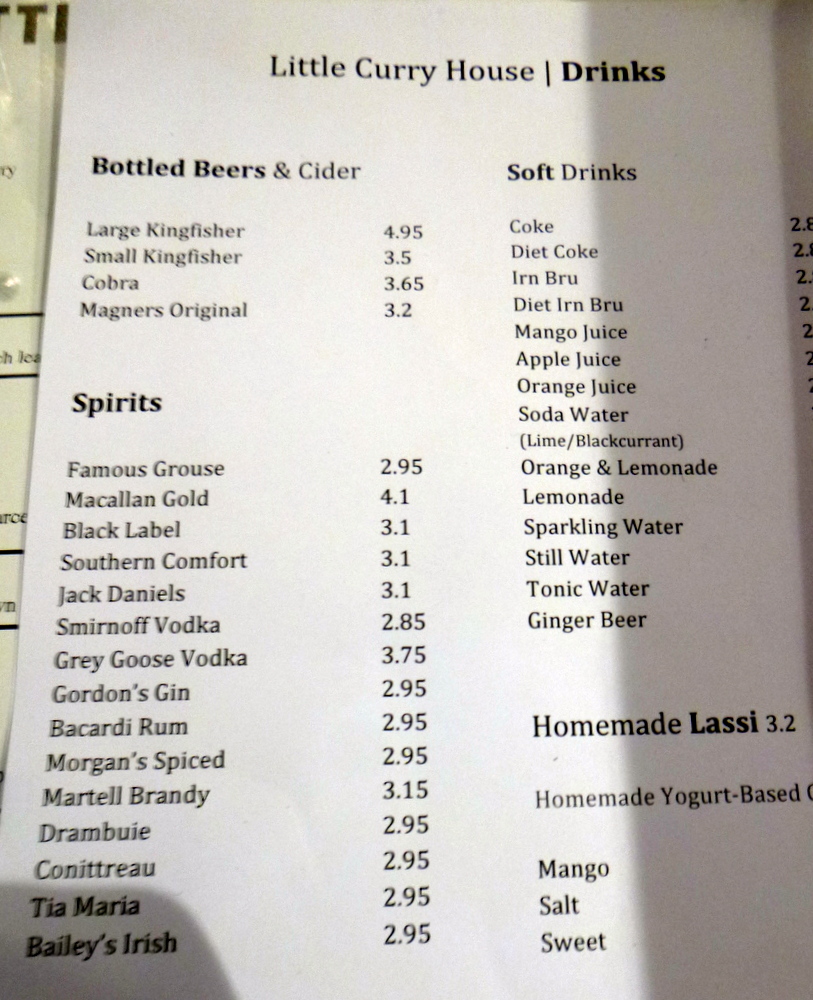 Little Curry House | Drinks
Bottled Beers & Cider
Large Kingfisher 4.95
Small Kingfisher 3.5
Cobra 3.65
Magners Original 3.2
Spirits
Famous Grouse 2.95
Macallan Gold 4.1
Black Label 3.1
Southern Comfort 3.1
Jack Daniels 3.1
Smirnoff Vodka 2.85
Grey Goose Vodka 3.75
Gordon's Gin 2.95
Bacardi Rum 2.95
Morgan's Spiced 2.95
Martell Brandy 3.15
Drambuie 2.95
Conittreau 2.95
Tia Maria 2.95
Bailey's Irish 2.95
Soft Drinks
Coke
Diet Coke
Irn Bru
Diet Irn Bru
Mango Juice
Apple Juice
Orange Juice
Soda Water
(Lime/Blackcurrant)
Orange & Lemonade
Lemonade
Sparkling Water
Still Water
Tonic Water
Ginger Beer
Homemade Lassi 3.2
Homemade Yogurt-Based
Mango
Salt
Sweet